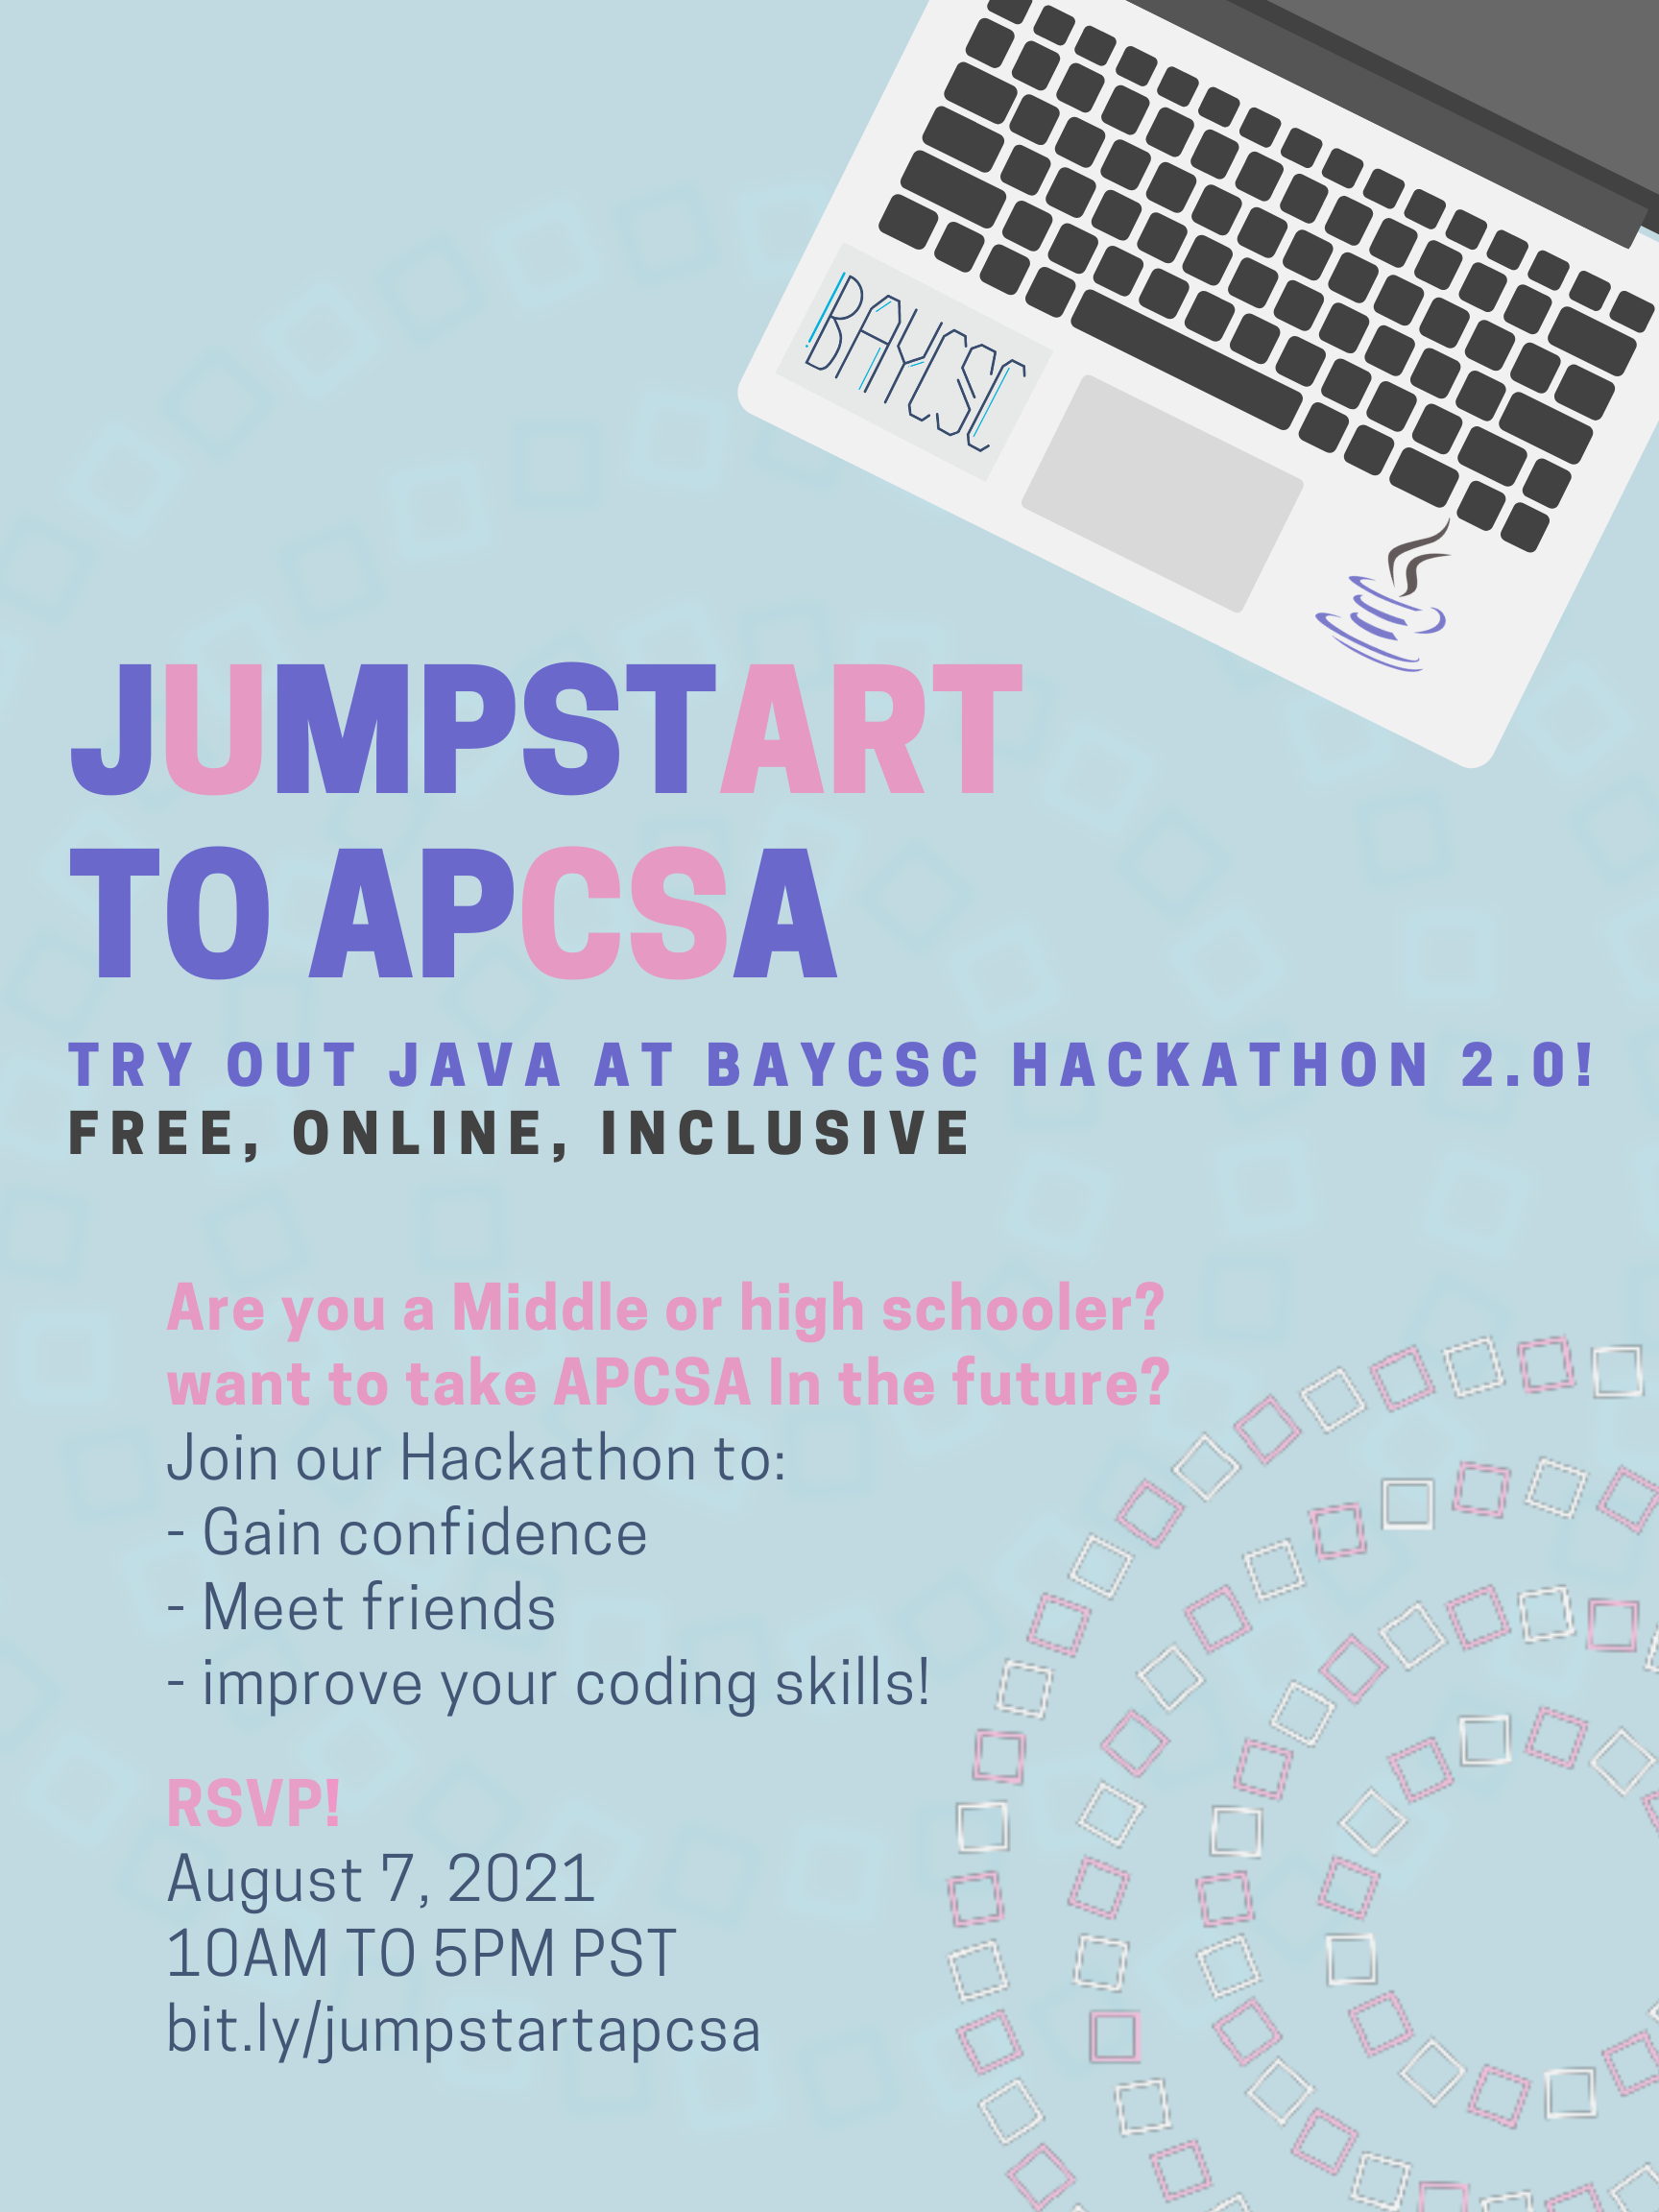 BAYCSC
JUMPSTART
TO APCSA
TRY OUT JAVA AT BAYCSC HACKATHON 2.0!
FREE, ONLINE, INCLUSIVE
Are you a Middle or high schooler?
want to take APCSA In the future?
Join our Hackathon to:
- Gain confidence
- Meet friends
- improve your coding skills!
RSVP!
August 7, 2021
10AM TO 5PM PST
bit.ly/jumpstartapcsa